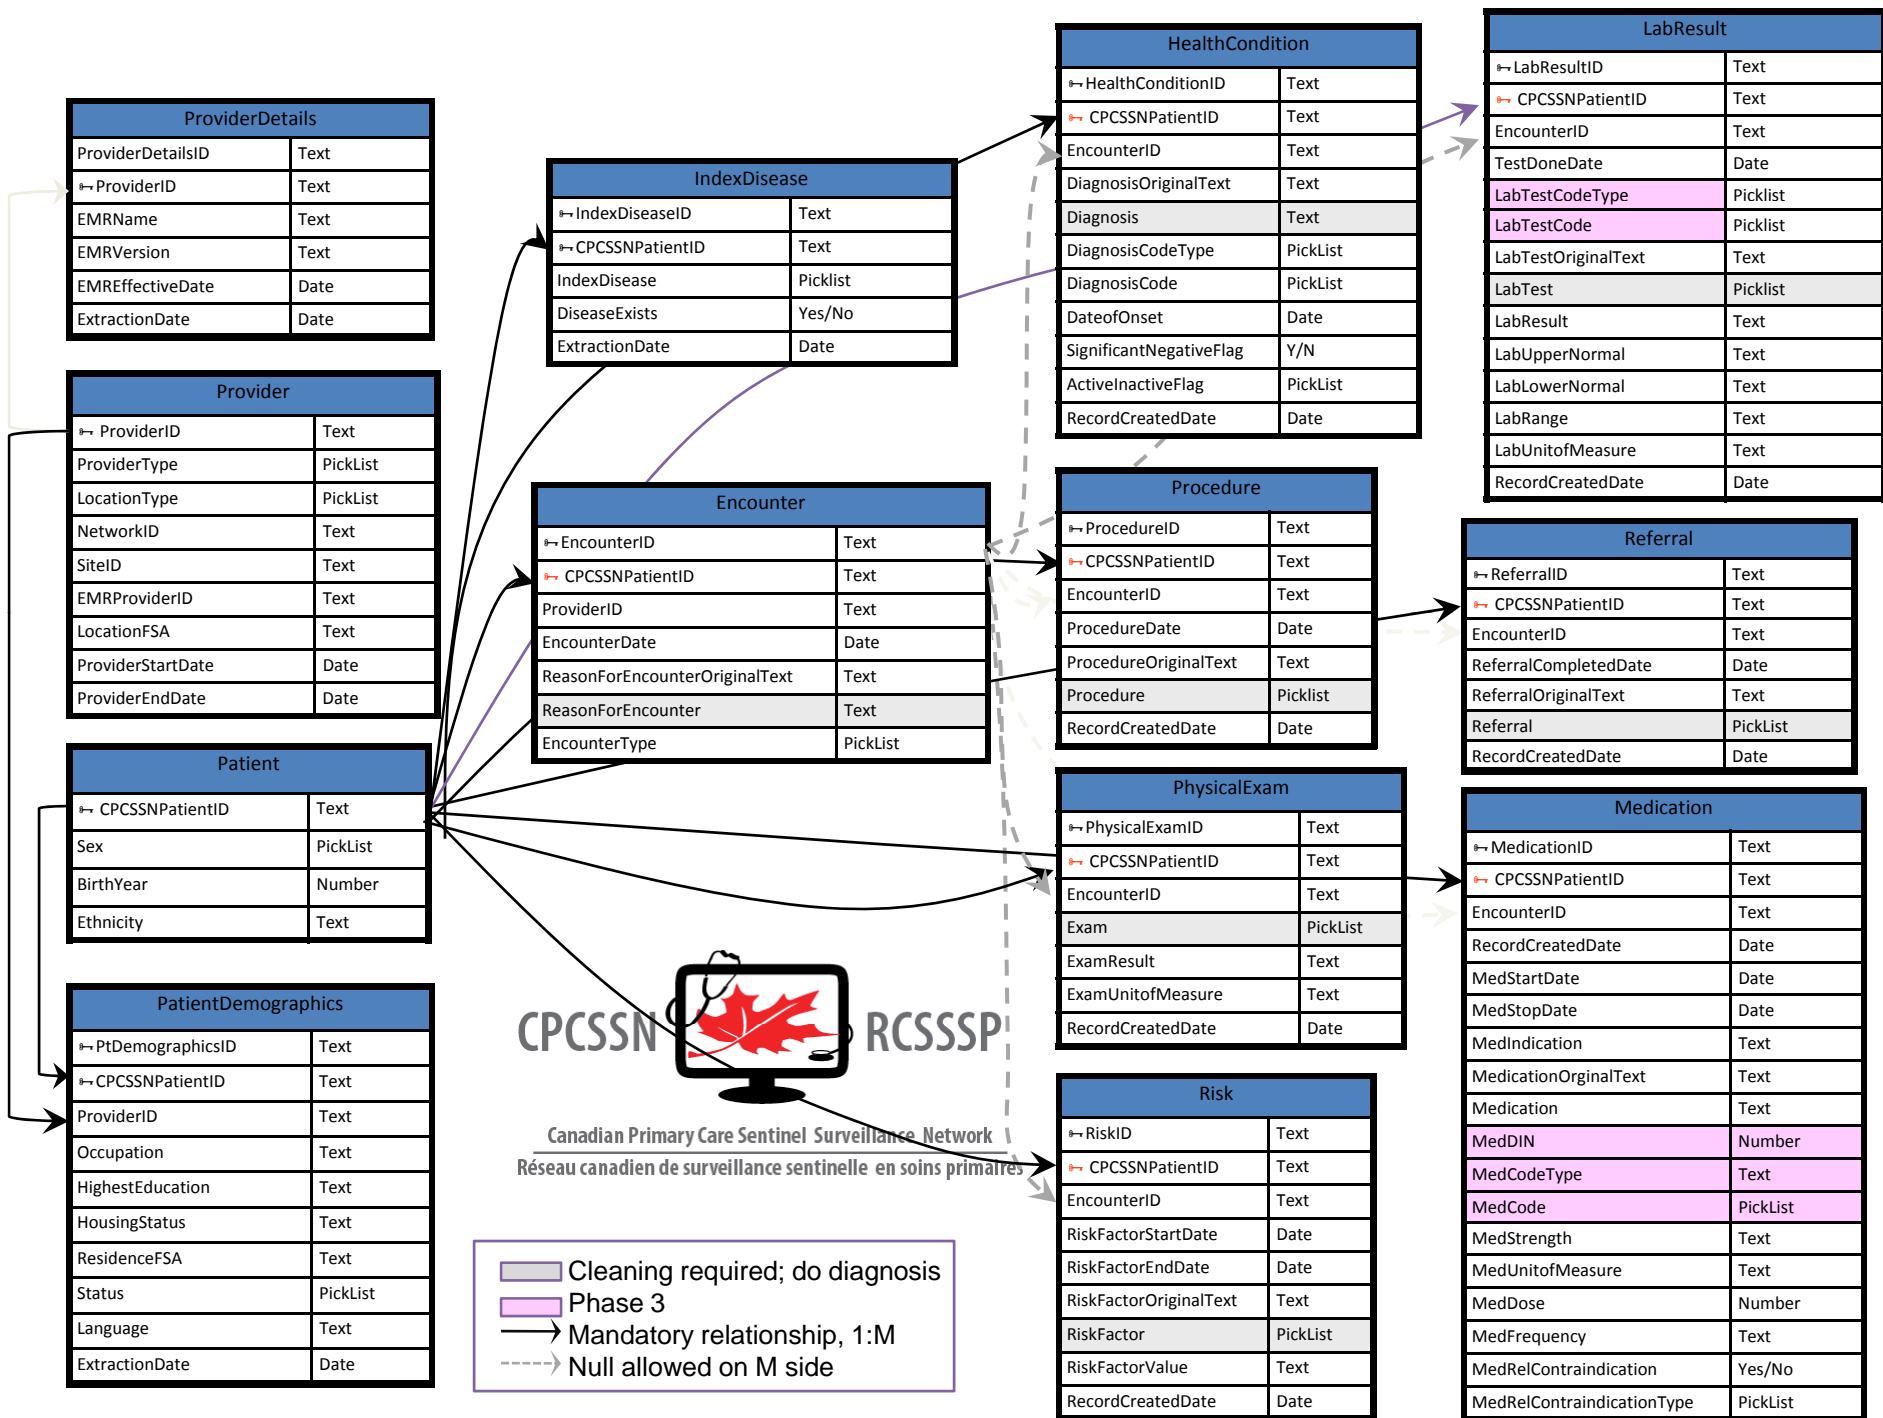 ProviderDetails
ProviderDetailsID Text
ProviderID Text
EMRName Text
EMRVersion Text
EMREffectiveDate Date
ExtractionDate Date
Provider
ProviderID Text
ProviderType PickList
LocationType PickList
NetworkID Text
SiteID Text
EMRProviderID Text
LocationFSA Text
ProviderStartDate Date
ProviderEndDate Date
Patient
CPCSSNPatientID Text
Sex PickList
BirthYear Number
Ethnicity Text
PatientDemographics
PtDemographicsID Text
CPCSSNPatientID Text
ProviderID Text
Occupation Text
HighestEducation Text
HousingStatus Text
ResidenceFSA Text
Status PickList
Language Text
ExtractionDate Date
IndexDisease
IndexDiseaseID Text
CPCSSNPatientID Text
IndexDisease Picklist
DiseaseExists Yes/No
ExtractionDate Date
Encounter
EncounterID Text
CPCSSNPatientID Text
ProviderID Text
EncounterDate Date
ReasonForEncounterOriginalText Text
ReasonForEncounter Text
EncounterType PickList
CPCSSN RCSSSP
Canadian Primary Care Sentinel Surveillance Network
Réseau canadien de surveillance sentinelle en soins primaires
Cleaning required; do diagnosis
Phase 3
Mandatory relationship, 1:M
Null allowed on M side
HealthCondition
HealthConditionID Text
CPCSSNPatientID Text
EncounterID Text
DiagnosisOriginalText Text
Diagnosis Text
DiagnosisCodeType PickList
DiagnosisCode PickList
DateofOnset Date
SignificantNegativeFlag Y/N
ActiveInactiveFlag PickList
RecordCreatedDate Date
Procedure
ProcedureID Text
CPCSSNPatientID Text
EncounterID Text
ProcedureDate Date
ProcedureOriginalText Text
Procedure Picklist
RecordCreatedDate Date
PhysicalExam
PhysicalExamID Text
CPCSSNPatientID Text
EncounterID Text
Exam PickList
ExamResult Text
ExamUnitofMeasure Text
RecordCreatedDate Date
Risk
RiskID Text
CPCSSNPatientID Text
EncounterID Text
RiskFactorStartDate Date
RiskFactorEndDate Date
RiskFactorOriginalText Text
RiskFactor PickList
RiskFactorValue Text
RecordCreatedDate Date
LabResult
LabResultID Text
CPCSSNPatientID Text
EncounterID Text
TestDoneDate Date
LabTestCodeType Picklist
LabTestCode Picklist
LabTestOriginalText Text
LabTest Picklist
LabResult Text
LabUpperNormal Text
LabLowerNormal Text
LabRange Text
LabUnitofMeasure Text
RecordCreatedDate Date
Referral
ReferralID Text
CPCSSNPatientID Text
EncounterID Text
ReferralCompletedDate Date
ReferralOriginalText Text
Referral PickList
RecordCreatedDate Date
Medication
MedicationID Text
CPCSSNPatientID Text
EncounterID Text
RecordCreatedDate Date
MedStartDate Date
MedStopDate Date
MedIndication Text
MedicationOrginalText Text
Medication Text
MedDIN Number
MedCodeType Text
MedCode PickList
MedStrength Text
MedUnitofMeasure Text
MedDose Number
MedFrequency Text
MedRelContraindication Yes/No
MedRelContraindicationType PickList